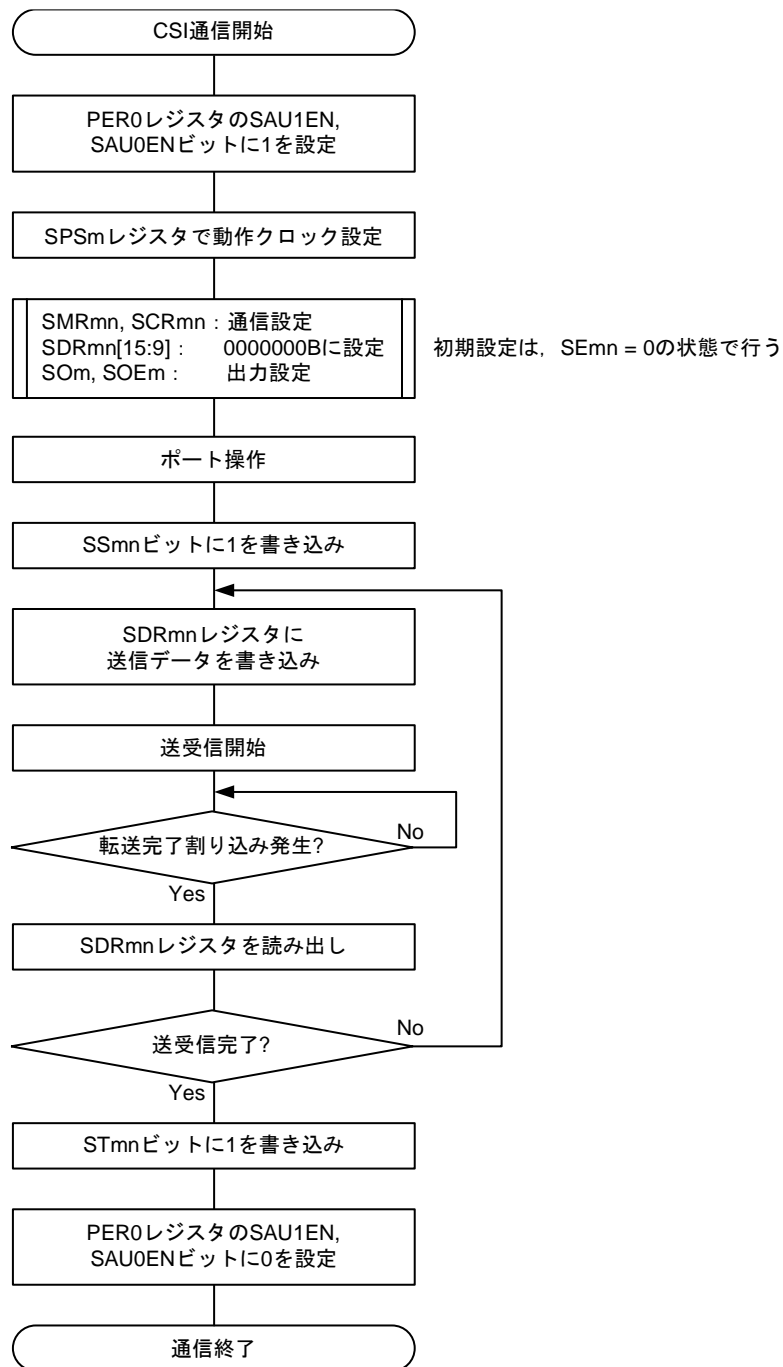 CSI通信開始
PER0レジスタのSAU1EN,
SAU0ENビットに1を設定
SPSmレジスタで動作クロック設定
SMRmn, SCRmn：通信設定
SDRmn[15:9]： 0000000Bに設定
SOm, SOEm： 出力設定
初期設定は，SEmn = 0の状態で行う
ポート操作
SSmnビットに1を書き込み
SDRmnレジスタに
送信データを書き込み
送受信開始
転送完了割り込み発生?
No
Yes
SDRmnレジスタを読み出し
送受信完了?
No
Yes
STmnビットに1を書き込み
PER0レジスタのSAU1EN,
SAU0ENビットに0を設定
通信終了